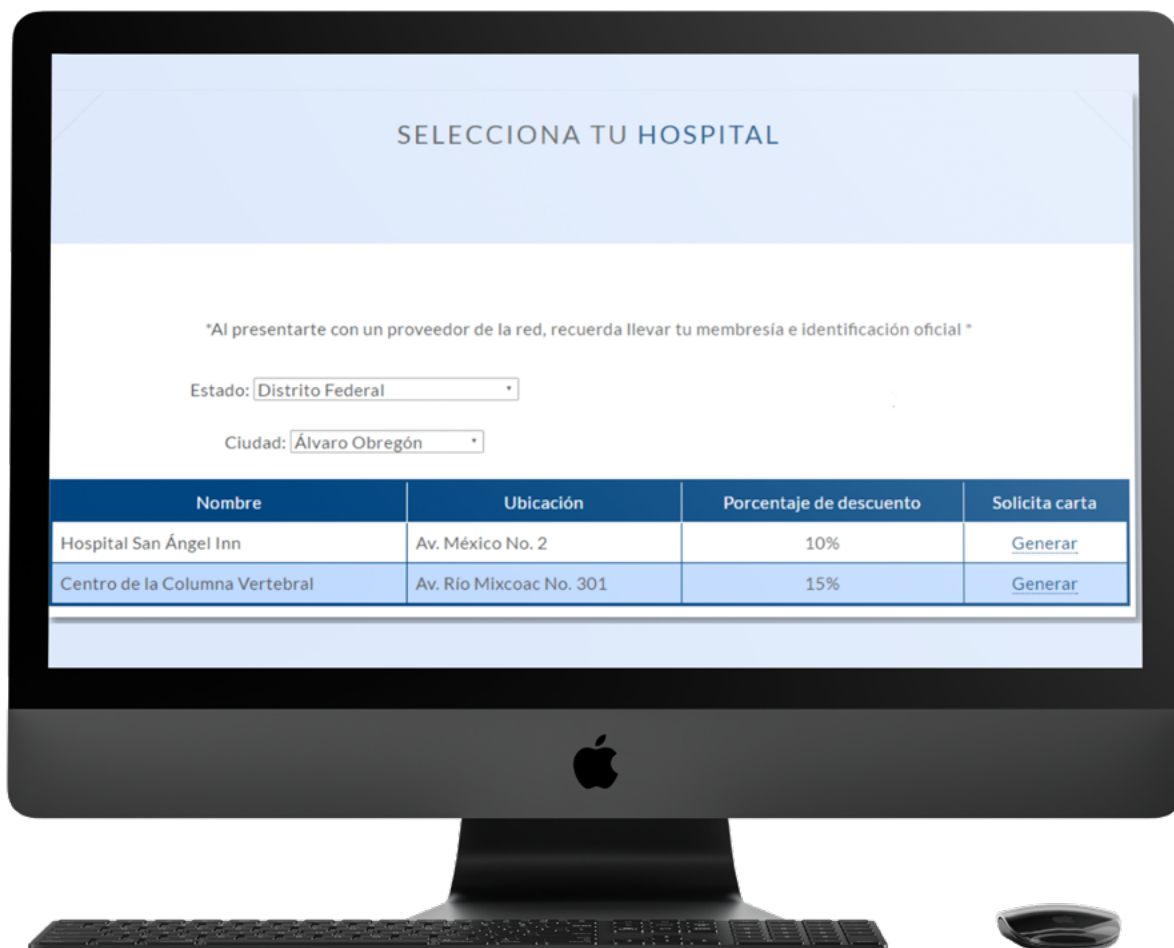 SELECCIONA TU HOSPITAL
*Al presentarte con un proveedor de la red, recuerda llevar tu membresía e identificación oficial *
Estado: Distrito Federal
Ciudad: Álvaro Obregón
Nombre Ubicación Porcentaje de descuento Solicita carta
Hospital San Ángel Inn Av. México No. 2 10% Generar
Centro de la Columna Vertebral Av. Río Mixcoac No. 301 15% Generar